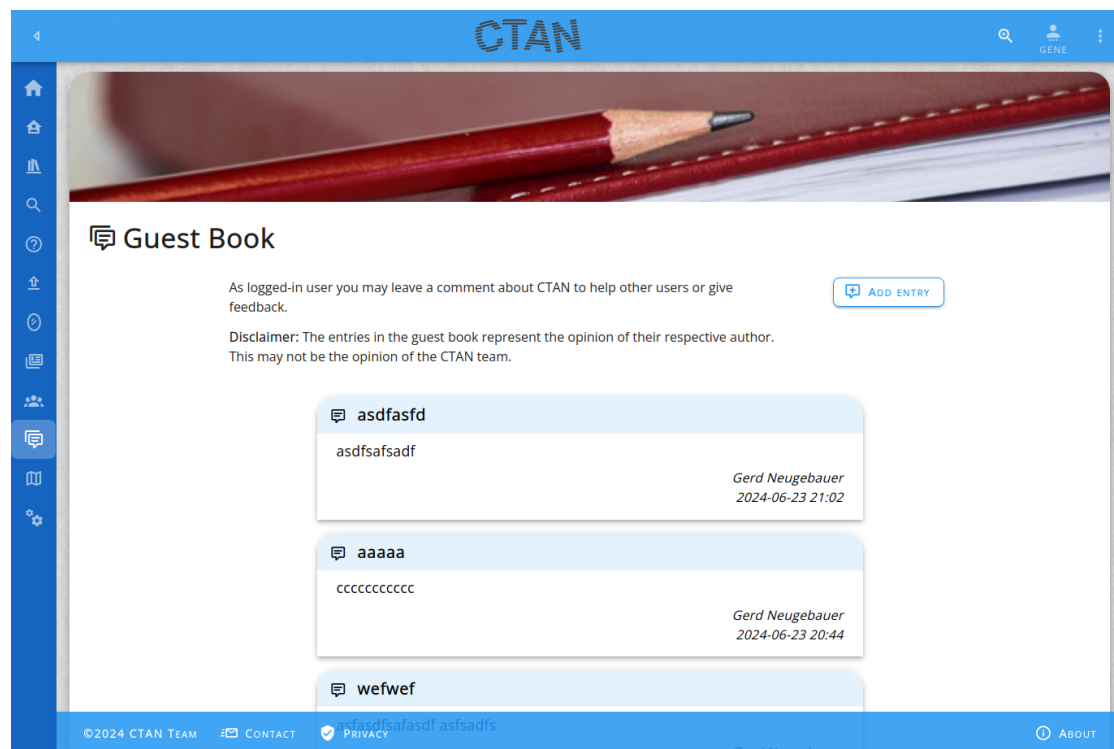 CTAN
GENE
Guest Book
As logged-in user you may leave a comment about CTAN to help other users or give
feedback.
ADD ENTRY
Disclaimer: The entries in the guest book represent the opinion of their respective author.
This may not be the opinion of the CTAN team.
asdfasfd
asdfsafsadf
Gerd Neugebauer
2024-06-23 21:02
aaaaa
ccccccccccc
Gerd Neugebauer
2024-06-23 20:44
wefwef
asfasdfsafasdf asfsadfs
©2024 CTAN TEAM CONTACT PRIVACY ABOUT